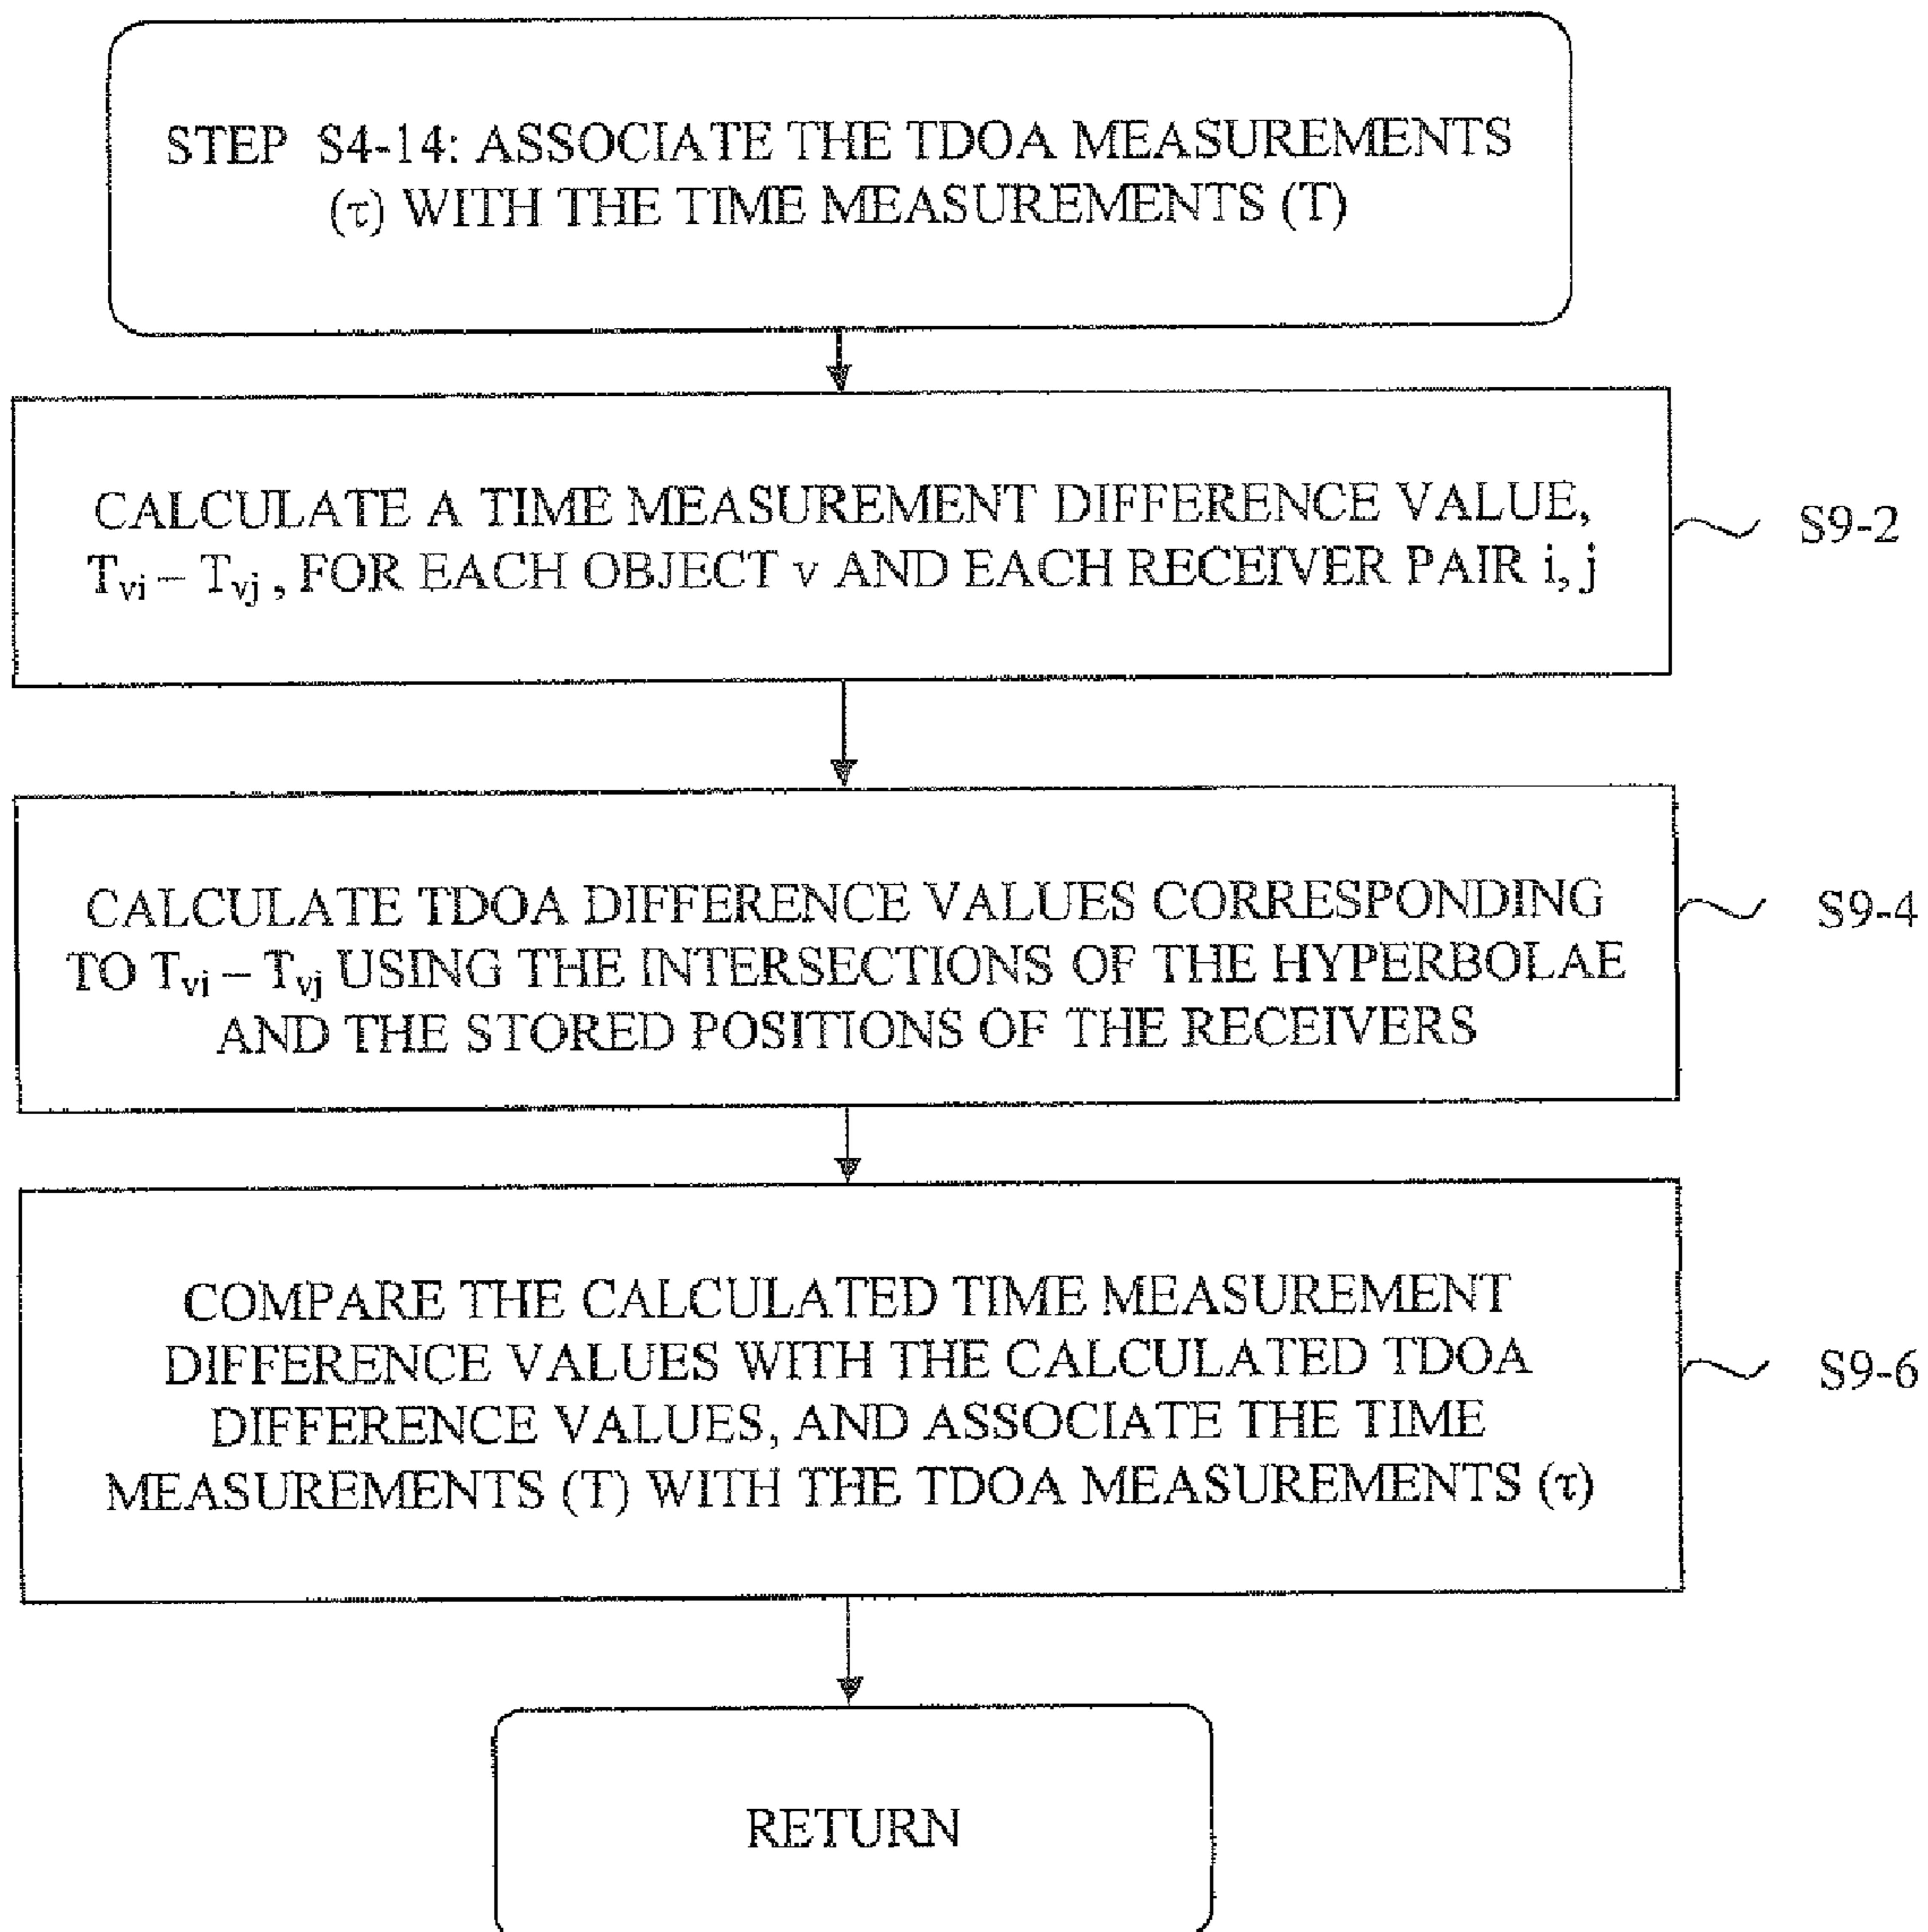 STEP S4-14: ASSOCIATE THE TDOA MEASUREMENTS
(τ) WITH THE TIME MEASUREMENTS (T)
CALCULATE A TIME MEASUREMENT DIFFERENCE VALUE,
Tvi – Tvj , FOR EACH OBJECT v AND EACH RECEIVER PAIR i, j
S9-2
CALCULATE TDOA DIFFERENCE VALUES CORRESPONDING
TO Tvi – Tvj USING THE INTERSECTIONS OF THE HYPERBOLAE
AND THE STORED POSITIONS OF THE RECEIVERS
S9-4
COMPARE THE CALCULATED TIME MEASUREMENT
DIFFERENCE VALUES WITH THE CALCULATED TDOA
DIFFERENCE VALUES, AND ASSOCIATE THE TIME
MEASUREMENTS (T) WITH THE TDOA MEASUREMENTS (τ)
S9-6
RETURN